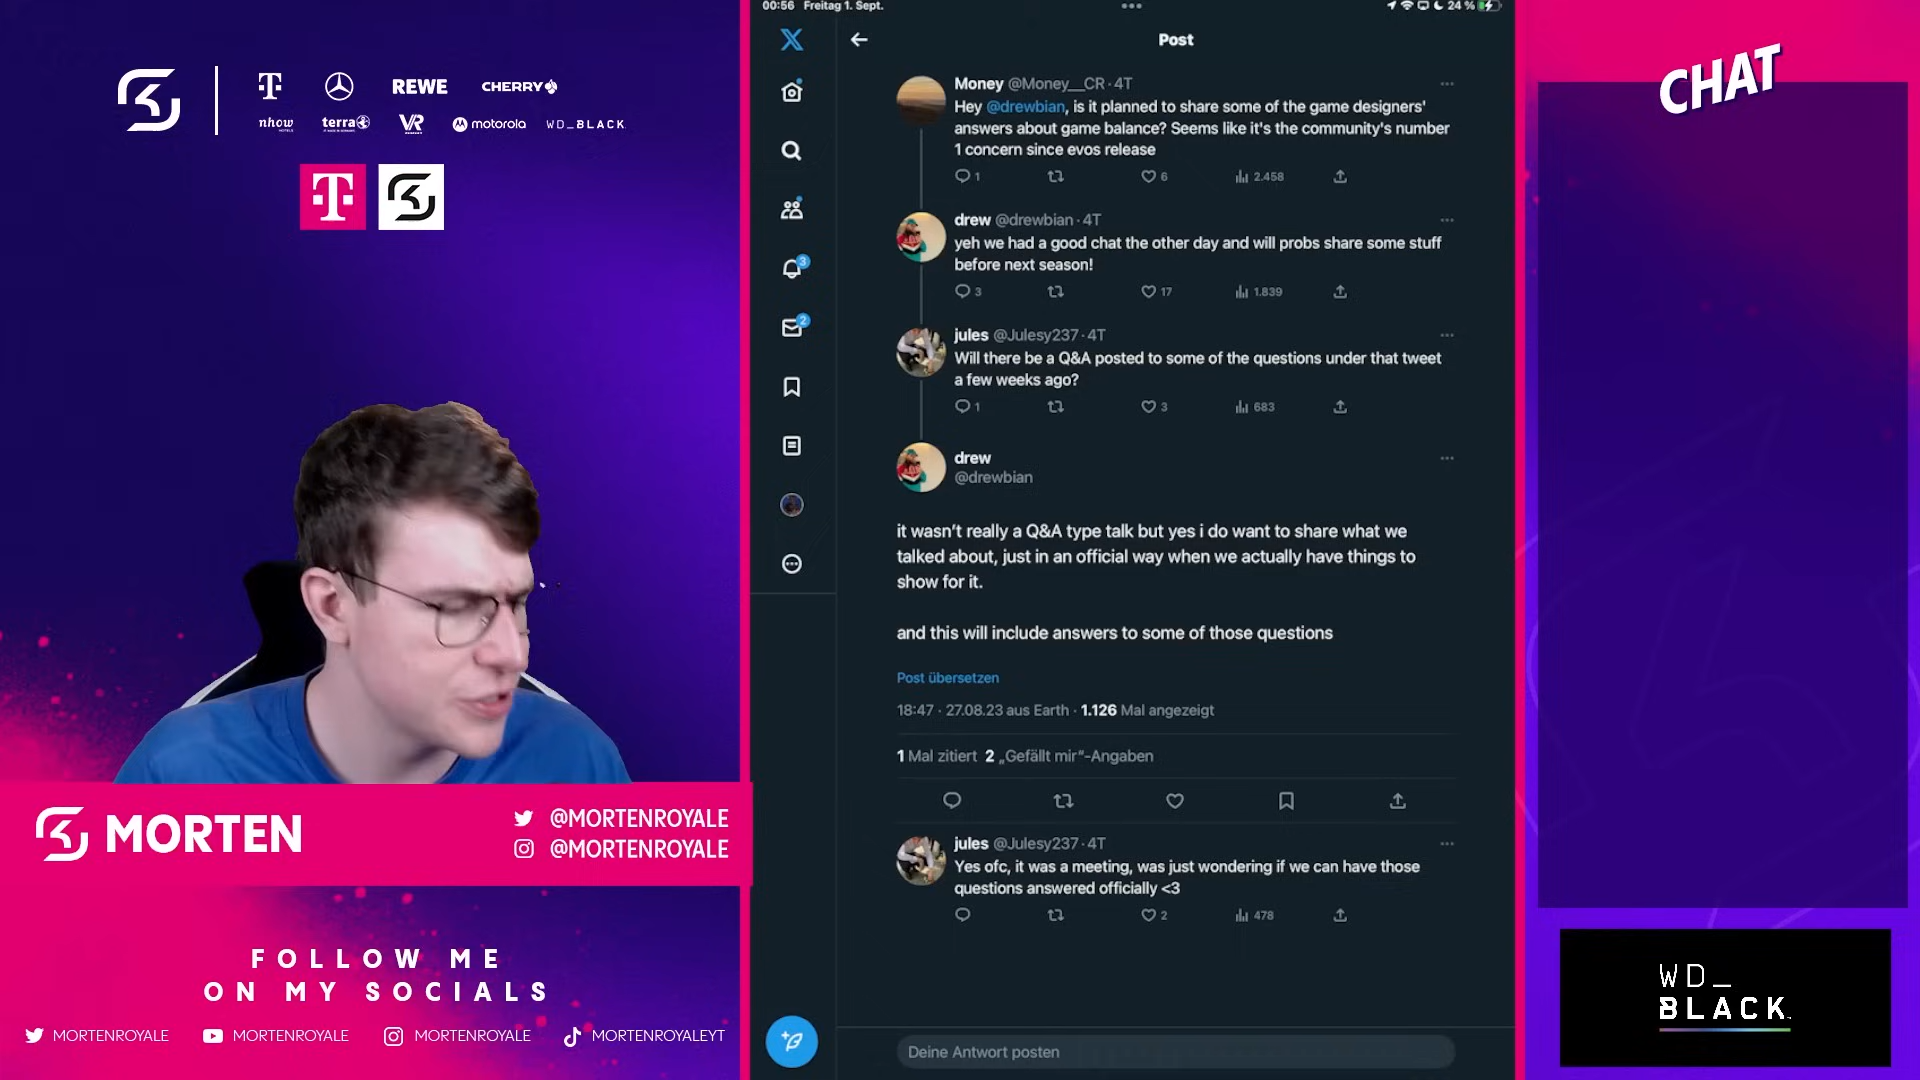 REWE
CHERRY
nhow
terra
VR
motorola
WD_BLACK
T
MORTEN
@MORTENROYALE
@MORTENROYALE
FOLLOW ME
ON MY SOCIALS
MORTENROYALE
MORTENROYALE
MORTENROYALE
MORTENROYALEYT
00:56 Freitag 1. Sept.
24 %
3
2
Post
Money @Money__CR · 4T
Hey @drewbian, is it planned to share some of the game designers'
answers about game balance? Seems like it's the community's number
1 concern since evos release
1 6 2.458
drew @drewbian · 4T
yeh we had a good chat the other day and will probs share some stuff
before next season!
3 17 1.839
jules @Julesy237 · 4T
Will there be a Q&A posted to some of the questions under that tweet
a few weeks ago?
1 3 683
drew
@drewbian
it wasn't really a Q&A type talk but yes i do want to share what we
talked about, just in an official way when we actually have things to
show for it.
and this will include answers to some of those questions
Post übersetzen
18:47 · 27.08.23 aus Earth · 1.126 Mal angezeigt
1 Mal zitiert 2 „Gefällt mir“-Angaben
jules @Julesy237 · 4T
Yes ofc, it was a meeting, was just wondering if we can have those
questions answered officially <3
2 478
Deine Antwort posten
CHAT
WD_
BLACK